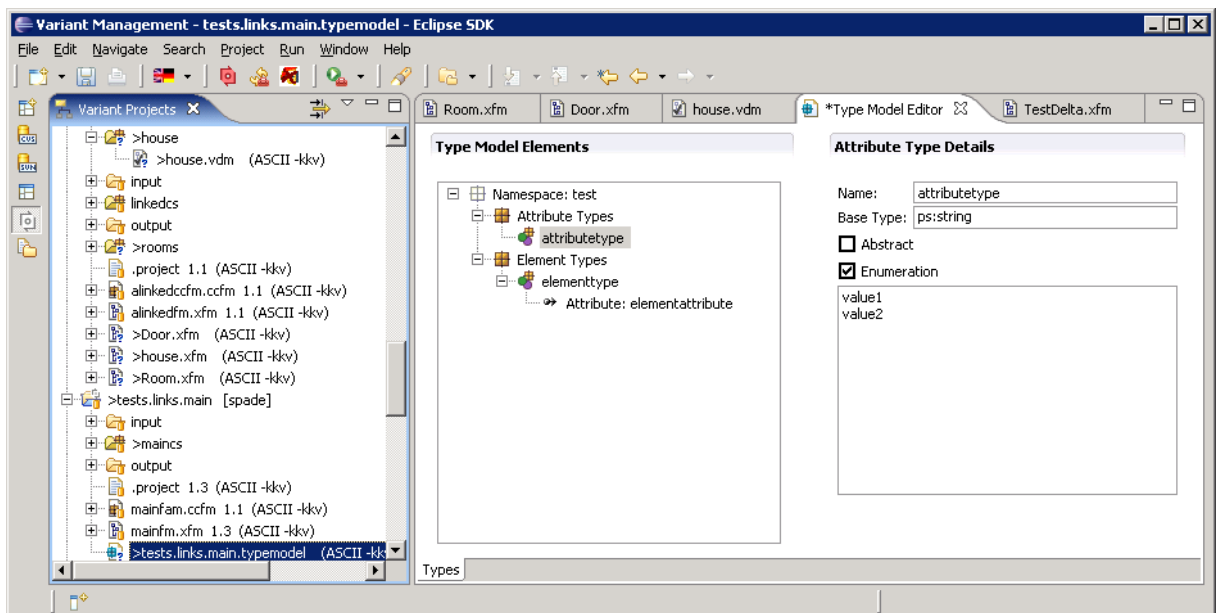 Variant Management - tests.links.main.typemodel - Eclipse SDK
File Edit Navigate Search Project Run Window Help
Variant Projects
Room.xfm Door.xfm house.vdm *Type Model Editor TestDelta.xfm
CVS
SVN
>house
>house.vdm (ASCII -kkv)
input
linkedcs
output
>rooms
.project 1.1 (ASCII -kkv)
alinkedccfm.ccfm 1.1 (ASCII -kkv)
alinkedfm.xfm 1.1 (ASCII -kkv)
>Door.xfm (ASCII -kkv)
>house.xfm (ASCII -kkv)
>Room.xfm (ASCII -kkv)
>tests.links.main [spade]
input
>maincs
output
.project 1.3 (ASCII -kkv)
mainfam.ccfm 1.1 (ASCII -kkv)
mainfm.xfm 1.3 (ASCII -kkv)
>tests.links.main.typemodel (ASCII -kk
Type Model Elements
Namespace: test
Attribute Types
attributetype
Element Types
elementtype
Attribute: elementattribute
Types
Attribute Type Details
Name: attributetype
Base Type: ps:string
Abstract
Enumeration
value1
value2